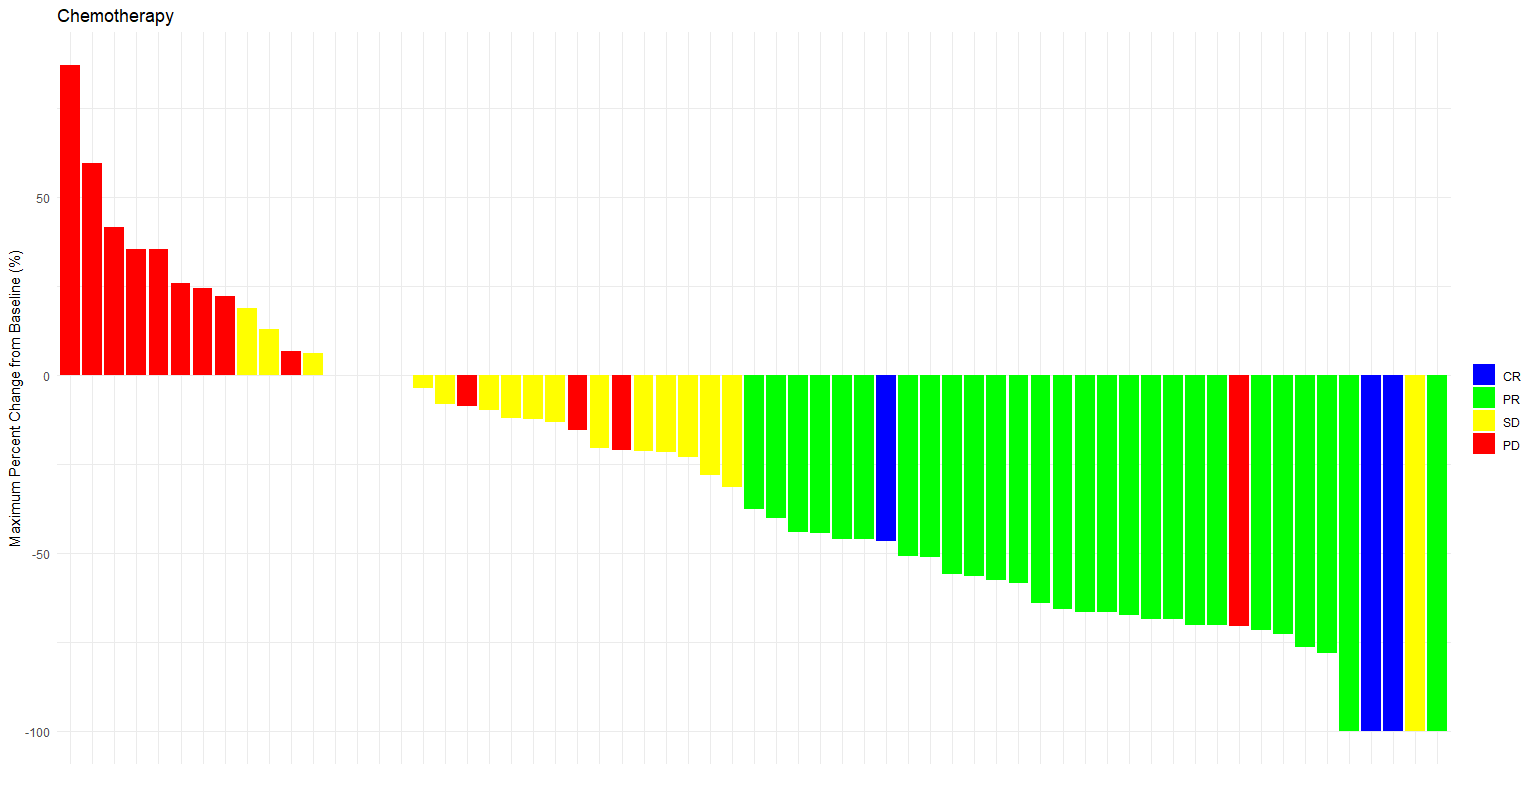 Chemotherapy
Maximum Percent Change from Baseline (%)
50
0
-50
-100
CR
PR
SD
PD